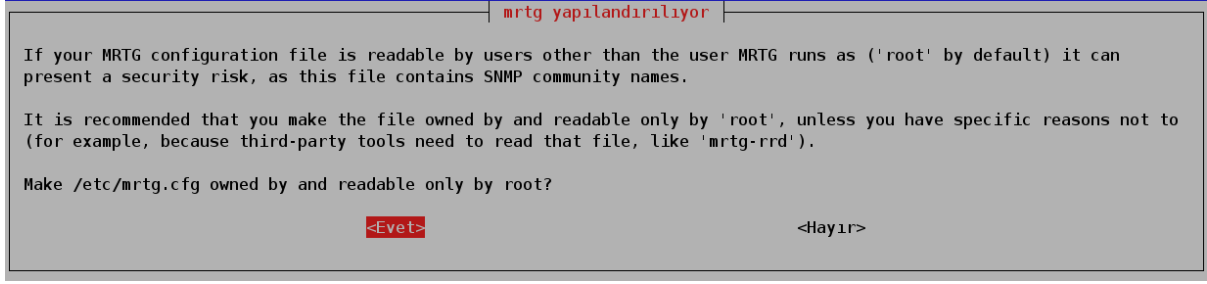 mrtg yapılandırılıyor
If your MRTG configuration file is readable by users other than the user MRTG runs as ('root' by default) it can
present a security risk, as this file contains SNMP community names.
It is recommended that you make the file owned by and readable only by 'root', unless you have specific reasons not to
(for example, because third-party tools need to read that file, like 'mrtg-rrd').
Make /etc/mrtg.cfg owned by and readable only by root?
<Evet> <Hayır>